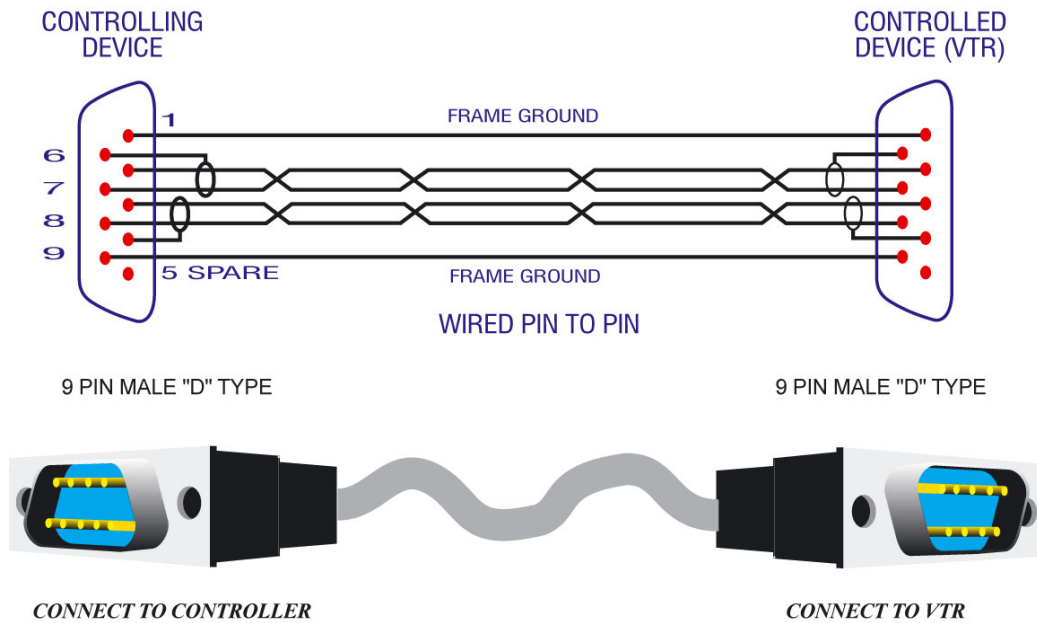 CONTROLLING
DEVICE
CONTROLLED
DEVICE (VTR)
1
FRAME GROUND
6
7
8
9
5 SPARE
FRAME GROUND
WIRED PIN TO PIN
9 PIN MALE "D" TYPE
9 PIN MALE "D" TYPE
CONNECT TO CONTROLLER
CONNECT TO VTR